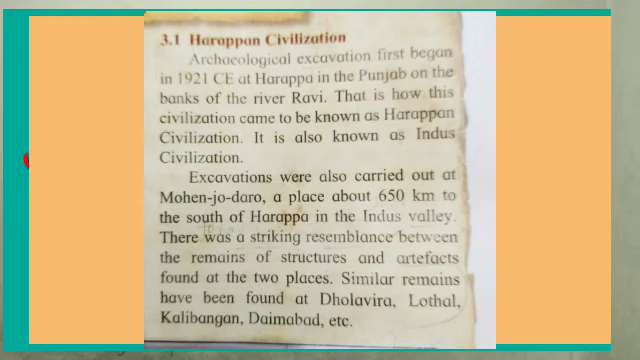 3.1 Harappan Civilization
Archaeological excavation first began
in 1921 CE at Harappa in the Punjab on the
banks of the river Ravi. That is how this
civilization came to be known as Harappan
Civilization. It is also known as Indus
Civilization.
Excavations were also carried out at
Mohen-jo-daro, a place about 650 km to
the south of Harappa in the Indus valley.
There was a striking resemblance between
the remains of structures and artefacts
found at the two places. Similar remains
have been found at Dholavira, Lothal,
Kalibangan, Daimabad, etc.